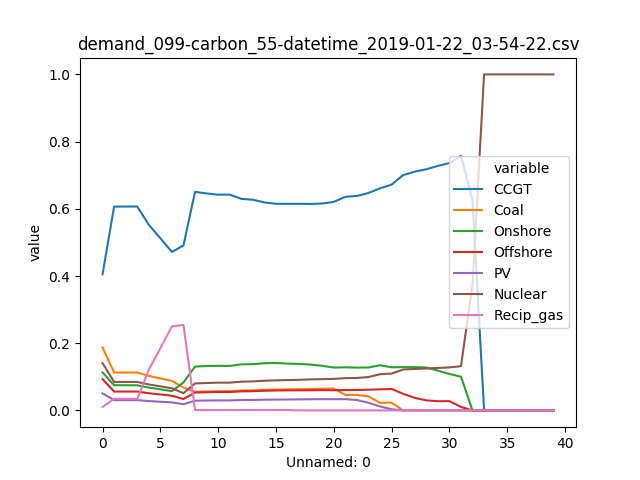 demand_099-carbon_55-datetime_2019-01-22_03-54-22.csv
1.0
0.8
0.6
0.4
0.2
0.0
value
variable
CCGT
Coal
Onshore
Offshore
PV
Nuclear
Recip_gas
0 5 10 15 20 25 30 35 40
Unnamed: 0